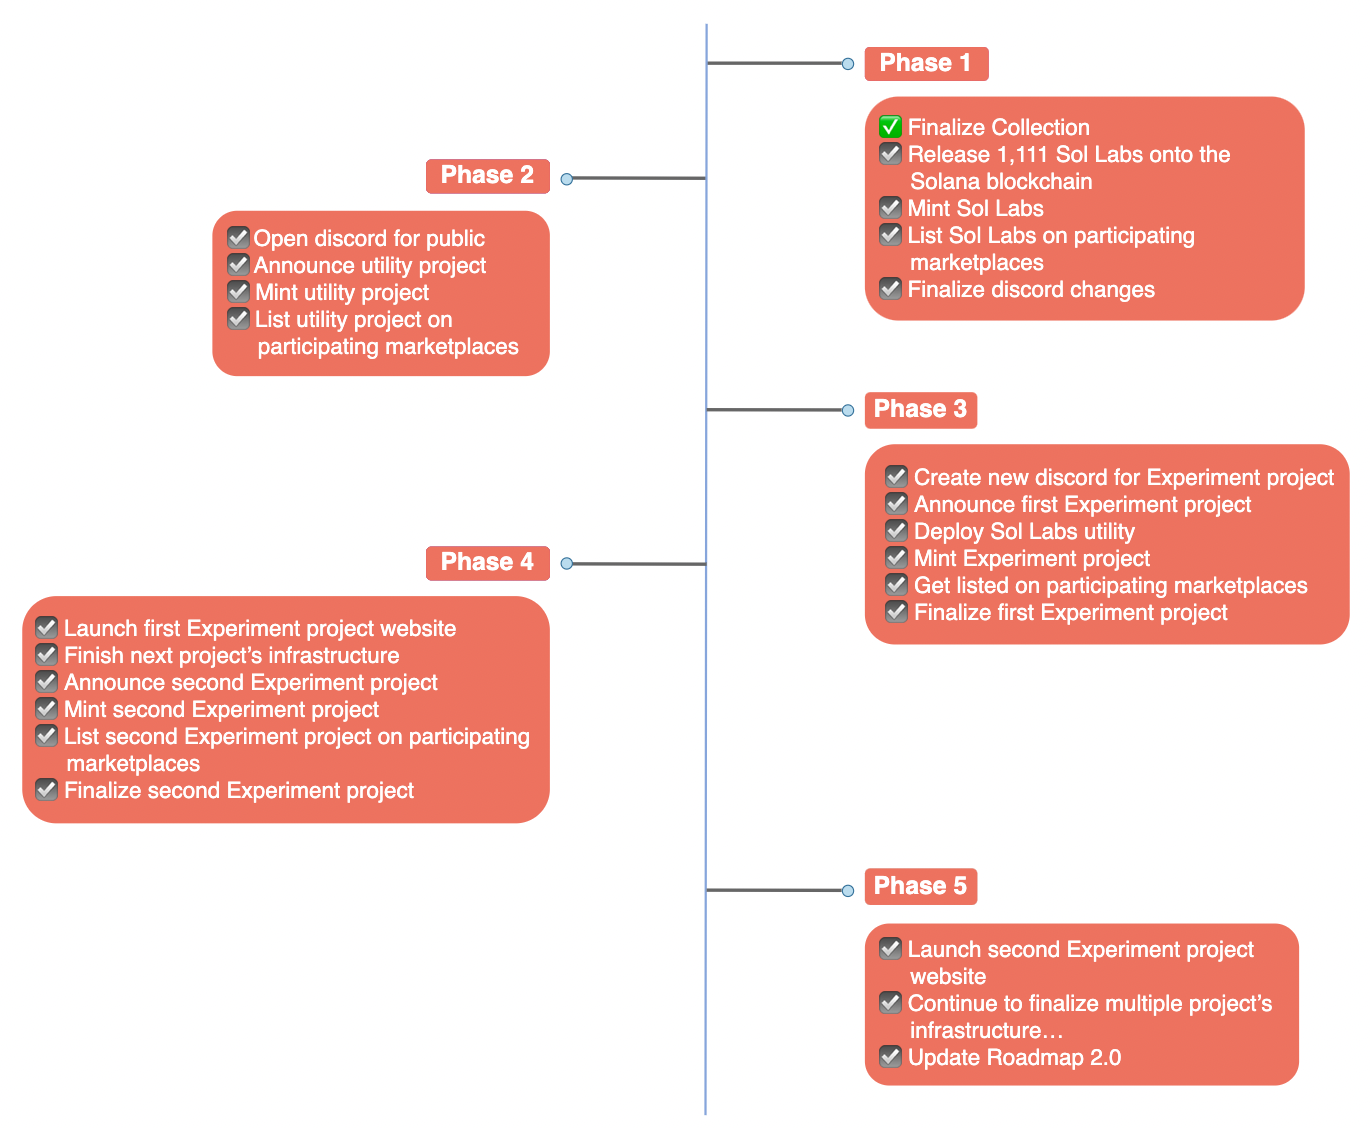 Phase 1
✅ Finalize Collection
☑ Release 1,111 Sol Labs onto the
Solana blockchain
☑ Mint Sol Labs
☑ List Sol Labs on participating
marketplaces
☑ Finalize discord changes
Phase 2
☑ Open discord for public
☑ Announce utility project
☑ Mint utility project
☑ List utility project on
participating marketplaces
Phase 3
☑ Create new discord for Experiment project
☑ Announce first Experiment project
☑ Deploy Sol Labs utility
☑ Mint Experiment project
☑ Get listed on participating marketplaces
☑ Finalize first Experiment project
Phase 4
☑ Launch first Experiment project website
☑ Finish next project’s infrastructure
☑ Announce second Experiment project
☑ Mint second Experiment project
☑ List second Experiment project on participating
marketplaces
☑ Finalize second Experiment project
Phase 5
☑ Launch second Experiment project
website
☑ Continue to finalize multiple project’s
infrastructure…
☑ Update Roadmap 2.0